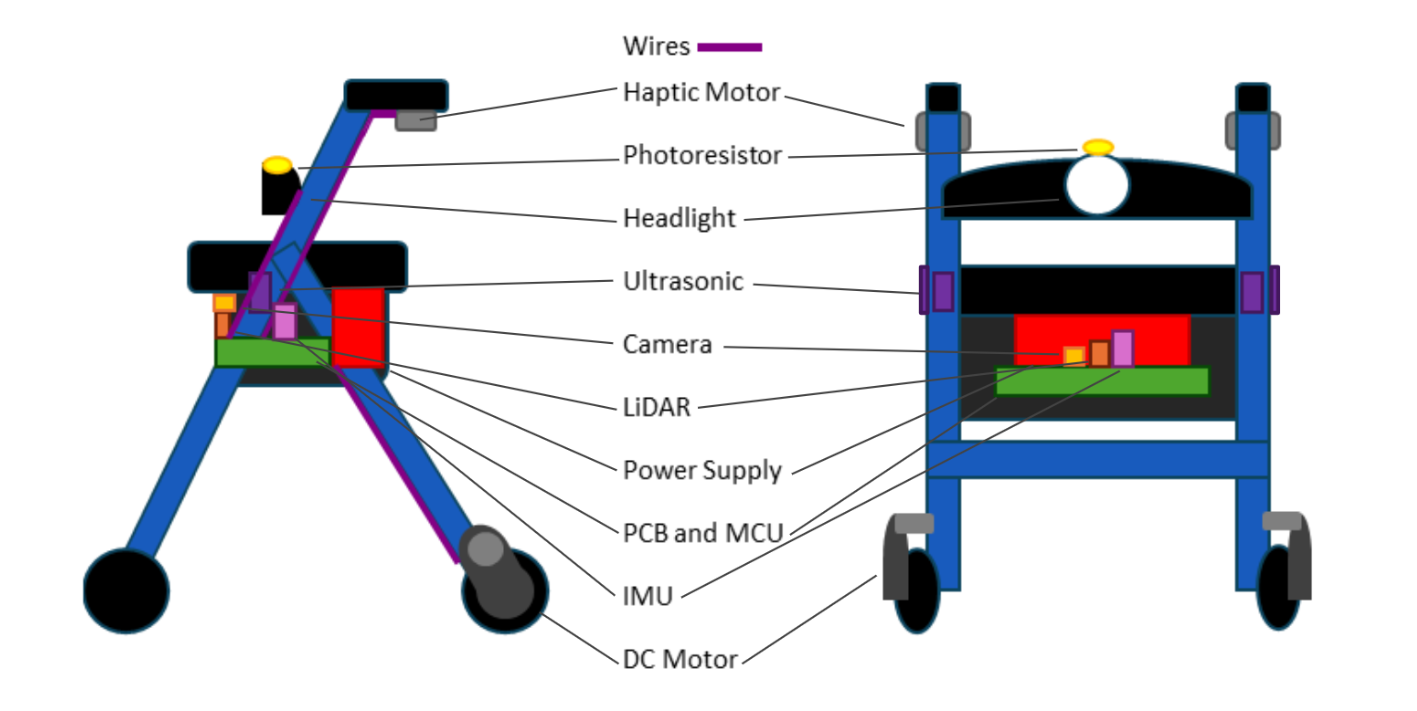 Wires
Haptic Motor
Photoresistor
Headlight
Ultrasonic
Camera
LiDAR
Power Supply
PCB and MCU
IMU
DC Motor